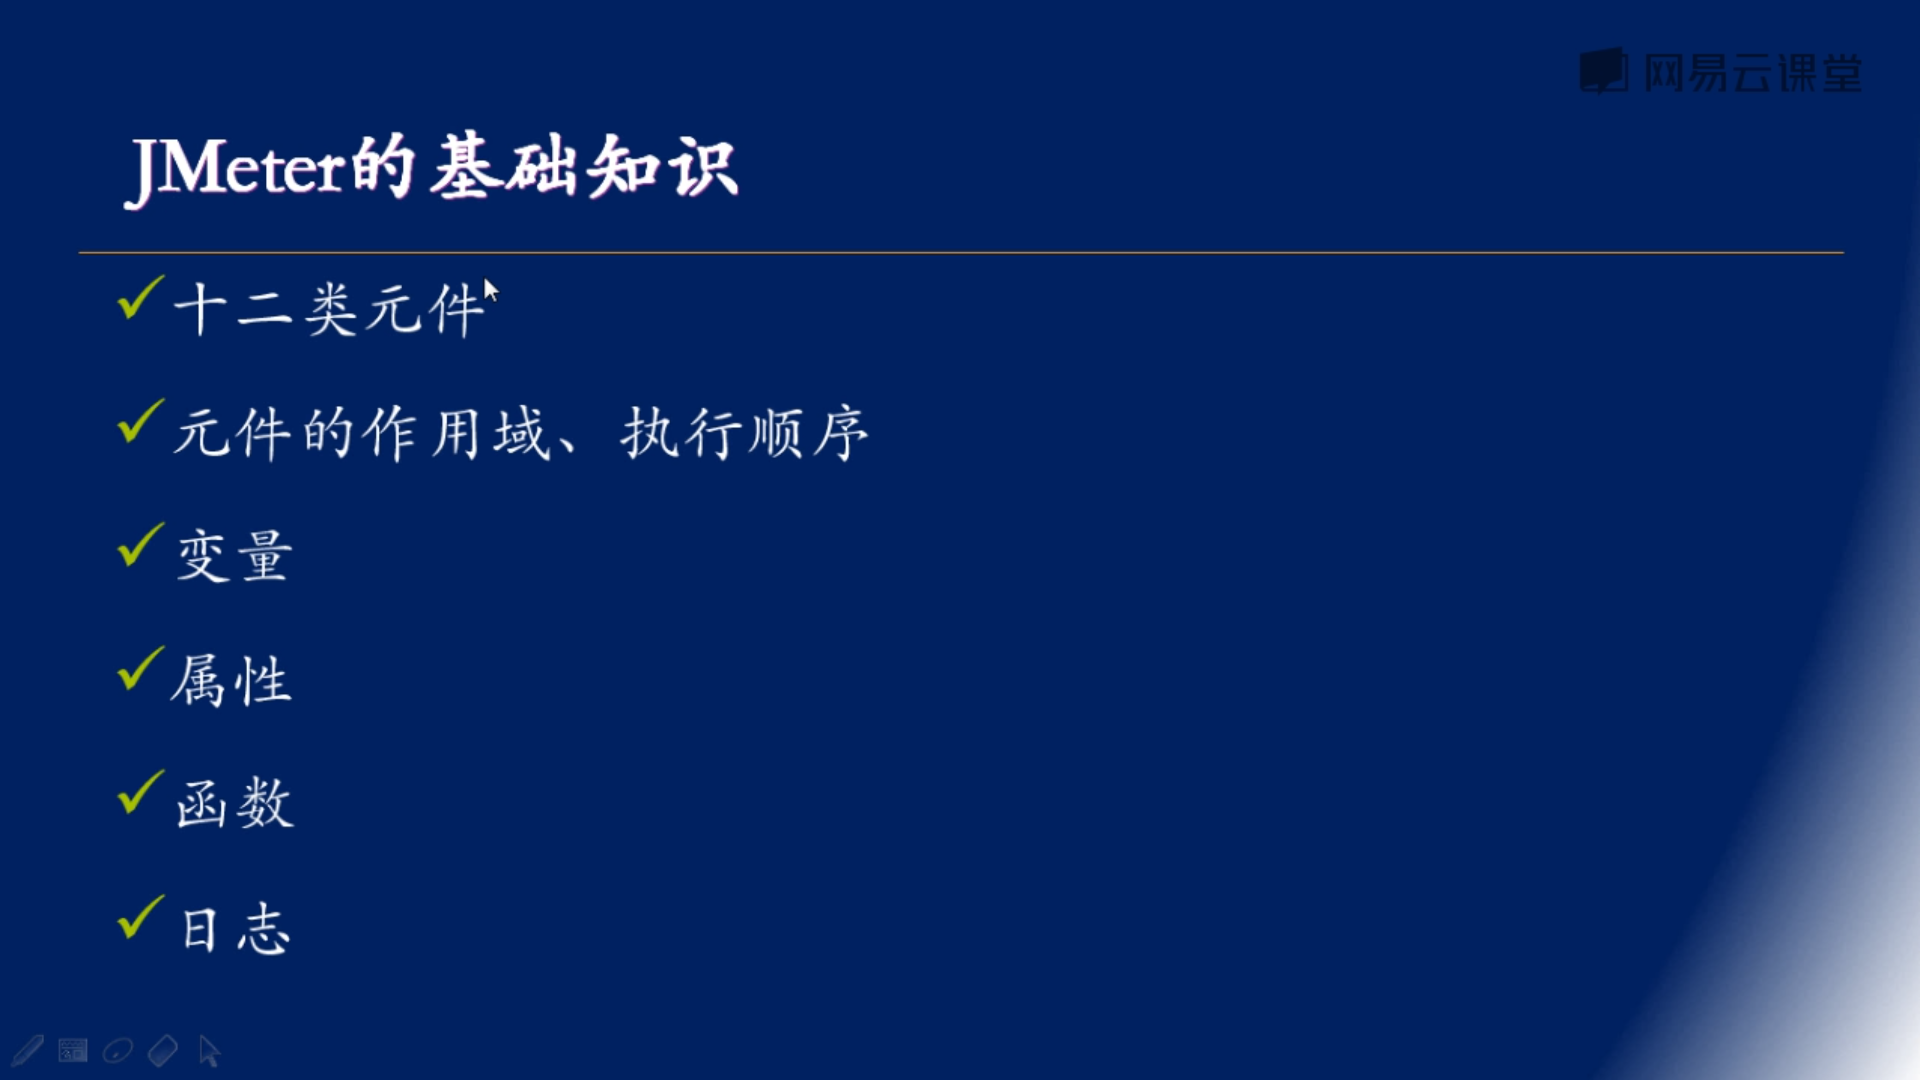 网易云课堂
JMeter的基础知识
十二类元件
元件的作用域、执行顺序
变量
属性
函数
日志